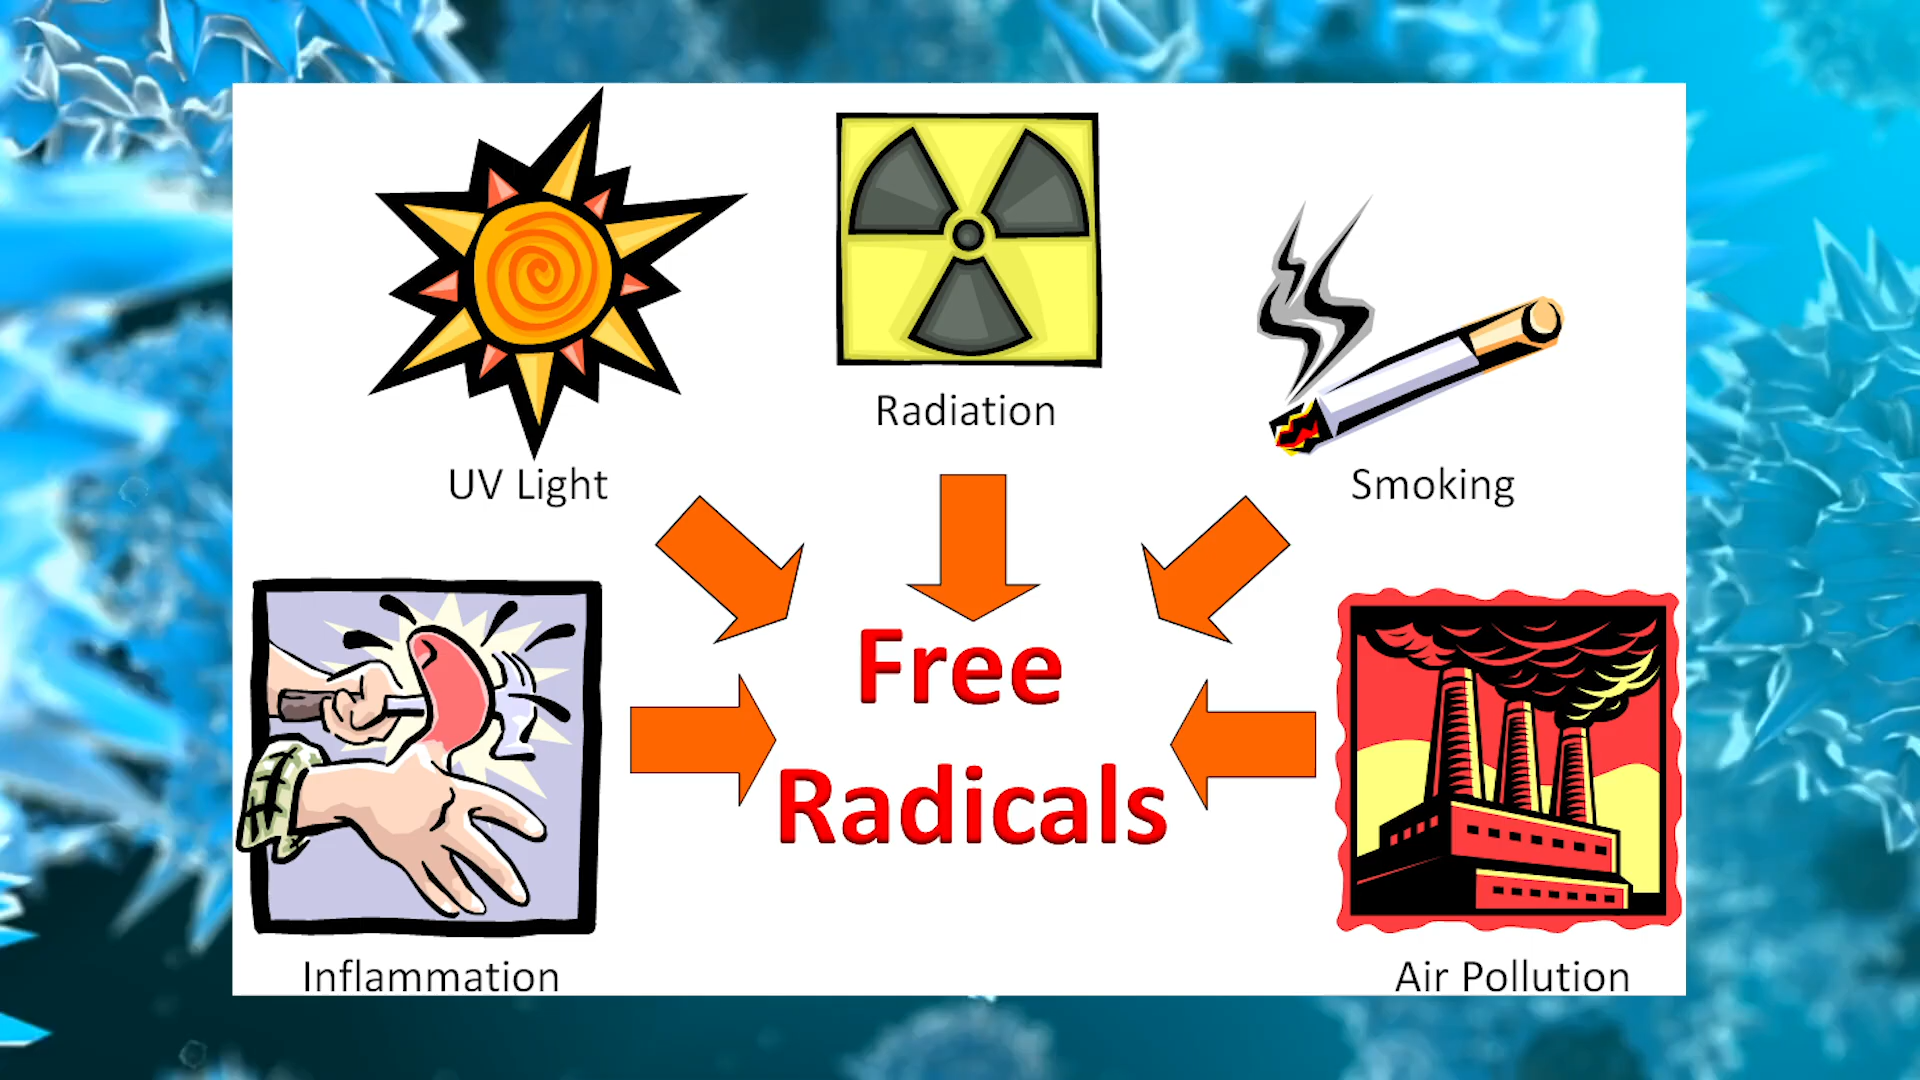 Radiation
UV Light
Smoking
Free
Radicals
Inflammation
Air Pollution